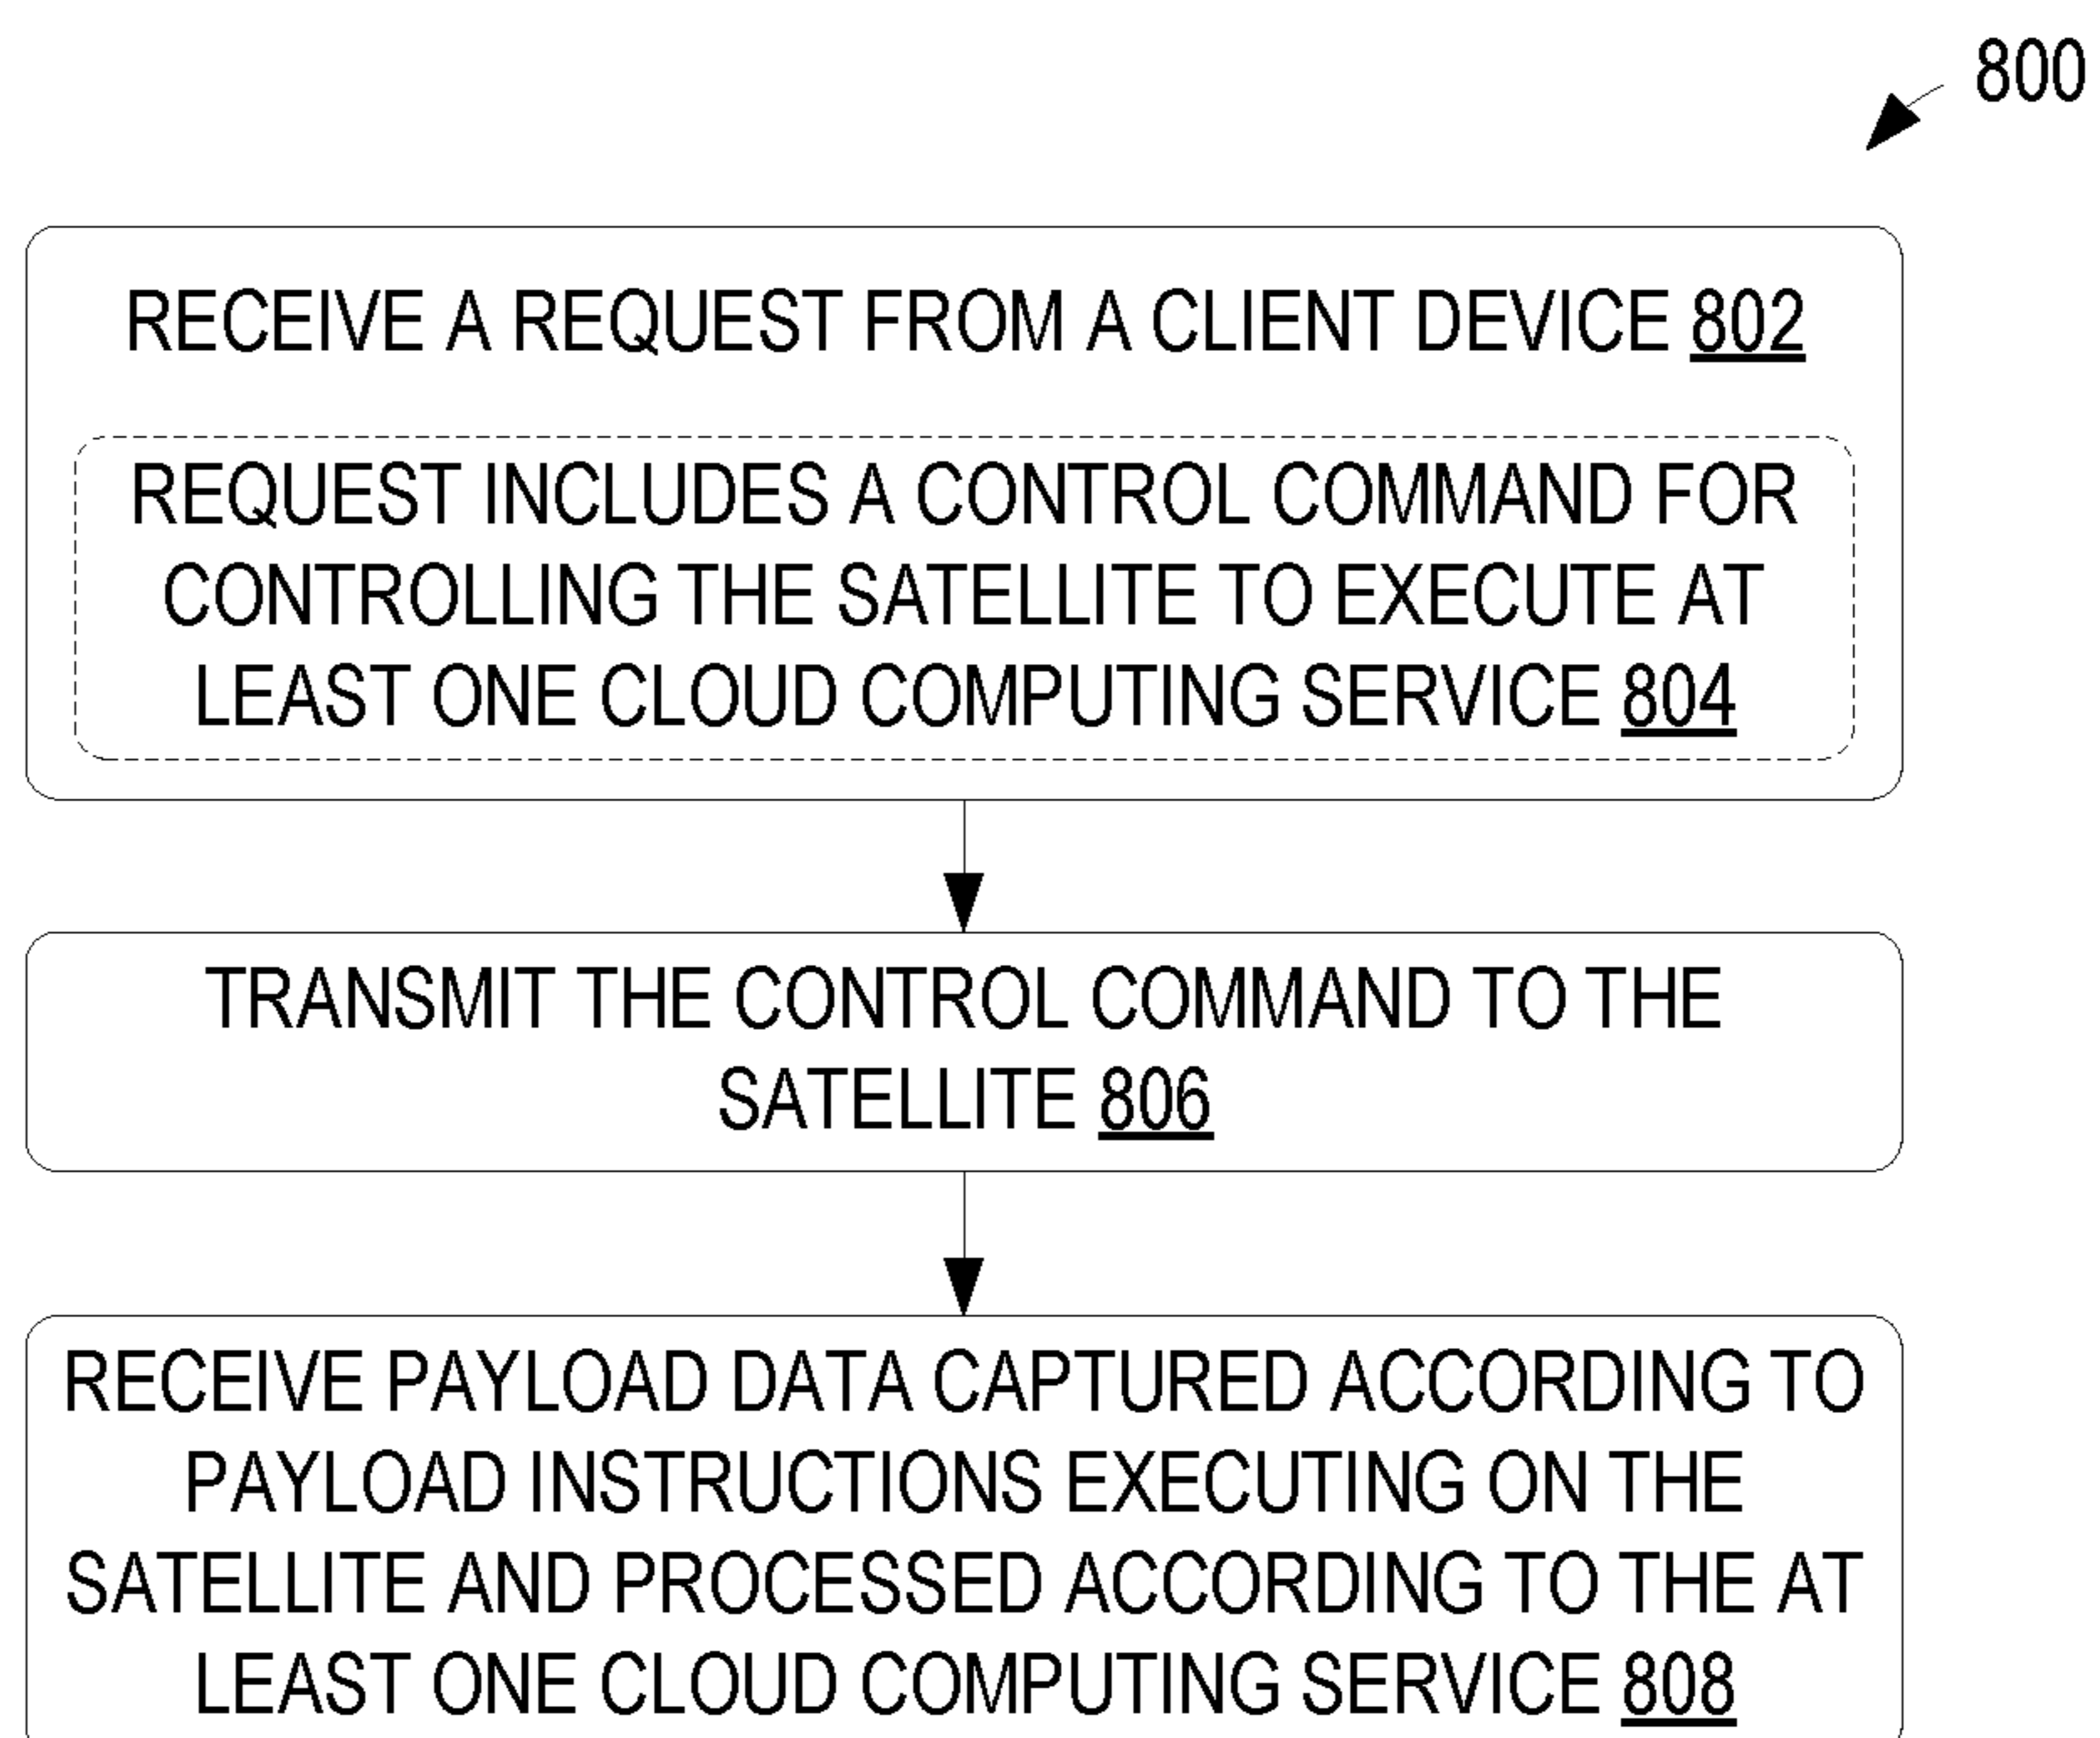 800
RECEIVE A REQUEST FROM A CLIENT DEVICE 802
REQUEST INCLUDES A CONTROL COMMAND FOR
CONTROLLING THE SATELLITE TO EXECUTE AT
LEAST ONE CLOUD COMPUTING SERVICE 804
TRANSMIT THE CONTROL COMMAND TO THE
SATELLITE 806
RECEIVE PAYLOAD DATA CAPTURED ACCORDING TO
PAYLOAD INSTRUCTIONS EXECUTING ON THE
SATELLITE AND PROCESSED ACCORDING TO THE AT
LEAST ONE CLOUD COMPUTING SERVICE 808